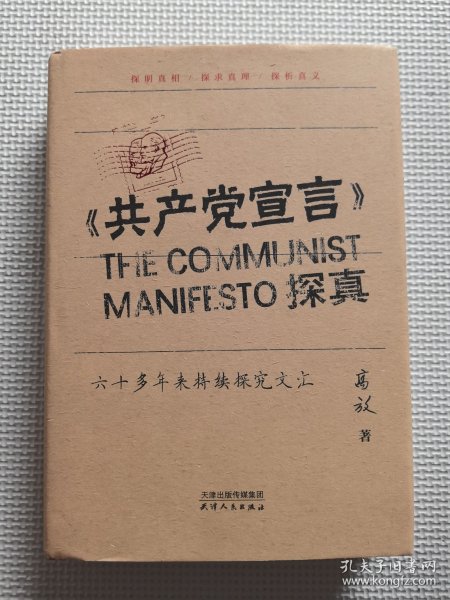 探明真相 / 探求真理 / 探析真义
《共产党宣言》
THE COMMUNIST
MANIFESTO 探真
六十多年来持续探究文汇
高放 著
天津出版传媒集团
天津人民出版社
孔夫子旧书网
www.kongfz.com